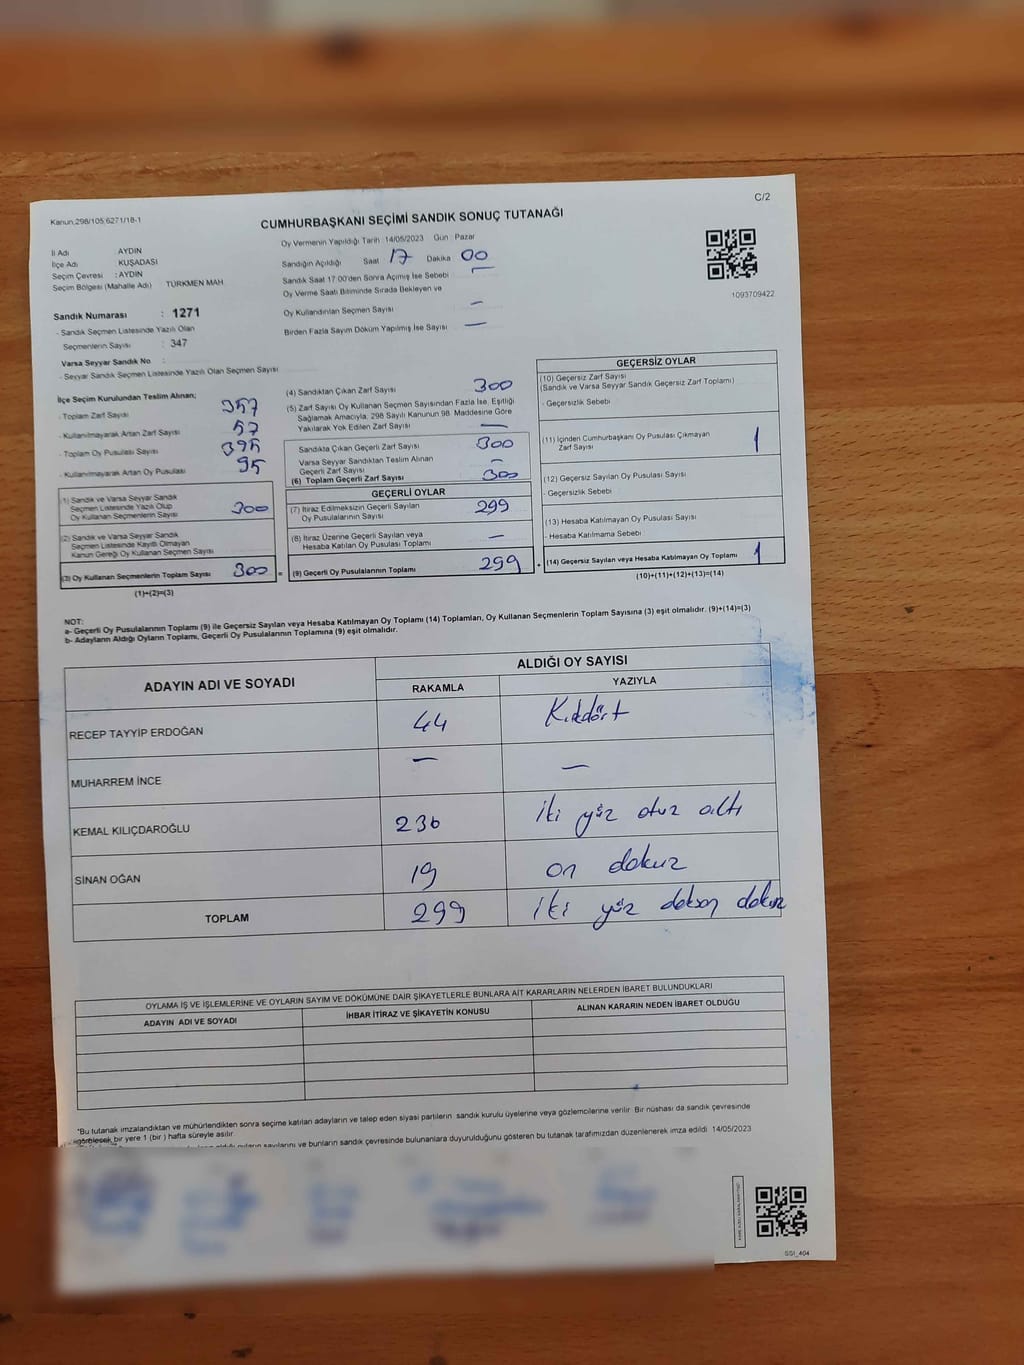 Kanun.298/105,6271/18-1
C/2
CUMHURBAŞKANI SEÇİMİ SANDIK SONUÇ TUTANAĞI
İl Adı AYDIN
İlçe Adı KUŞADASI
Seçim Çevresi : AYDIN
Seçim Bölgesi (Mahalle Adı) TÜRKMEN MAH.
Oy Vermenin Yapıldığı Tarih 14/05/2023 Gün Pazar
Sandığın Açıldığı Saat 17 Dakika 00
Sandık Saat 17:00'den Sonra Açılmış İse Sebebi —
Oy Verme Saati Bitiminde Sırada Bekleyen ve
Oy Kullandırılan Seçmen Sayısı —
Birden Fazla Sayım Döküm Yapılmış İse Sayısı —
1093709422
Sandık Numarası : 1271
- Sandık Seçmen Listesinde Yazılı Olan
Seçmenlerin Sayısı : 347
Varsa Seyyar Sandık No :
- Seyyar Sandık Seçmen Listesinde Yazılı Olan Seçmen Sayısı
İlçe Seçim Kurulundan Teslim Alınan;
- Toplam Zarf Sayısı 357
- Kullanılmayarak Artan Zarf Sayısı 57
- Toplam Oy Pusulası Sayısı 395
- Kullanılmayarak Artan Oy Pusulası 95
(1) Sandık ve Varsa Seyyar Sandık
Seçmen Listesinde Yazılı Olup
Oy Kullanan Seçmenlerin Sayısı 300
(2) Sandık ve Varsa Seyyar Sandık
Seçmen Listesinde Kayıtlı Olmayan
Kanun Gereği Oy Kullanan Seçmen Sayısı
(3) Oy Kullanan Seçmenlerin Toplam Sayısı 300 =
(1)+(2)=(3)
(4) Sandıktan Çıkan Zarf Sayısı 300
(5) Zarf Sayısı Oy Kullanan Seçmen Sayısından Fazla İse, Eşitliği
Sağlamak Amacıyla, 298 Sayılı Kanunun 98. Maddesine Göre
Yakılarak Yok Edilen Zarf Sayısı —
Sandıkta Çıkan Geçerli Zarf Sayısı 300
Varsa Seyyar Sandıktan Teslim Alınan
Geçerli Zarf Sayısı —
(6) Toplam Geçerli Zarf Sayısı 300
GEÇERLİ OYLAR
(7) İtiraz Edilmeksizin Geçerli Sayılan
Oy Pusulalarının Sayısı 299
(8) İtiraz Üzerine Geçerli Sayılan veya
Hesaba Katılan Oy Pusulası Toplamı —
(9) Geçerli Oy Pusulalarının Toplamı 299 +
GEÇERSİZ OYLAR
(10) Geçersiz Zarf Sayısı
(Sandık ve Varsa Seyyar Sandık Geçersiz Zarf Toplamı)
- Geçersizlik Sebebi
(11) İçinden Cumhurbaşkanı Oy Pusulası Çıkmayan
Zarf Sayısı 1
(12) Geçersiz Sayılan Oy Pusulası Sayısı
- Geçersizlik Sebebi
(13) Hesaba Katılmayan Oy Pusulası Sayısı
- Hesaba Katılmama Sebebi
(14) Geçersiz Sayılan veya Hesaba Katılmayan Oy Toplamı 1
(10)+(11)+(12)+(13)=(14)
NOT:
a- Geçerli Oy Pusulalarının Toplamı (9) ile Geçersiz Sayılan veya Hesaba Katılmayan Oy Toplamı (14) Toplamları, Oy Kullanan Seçmenlerin Toplam Sayısına (3) eşit olmalıdır. (9)+(14)=(3)
b- Adayların Aldığı Oyların Toplamı, Geçerli Oy Pusulalarının Toplamına (9) eşit olmalıdır.
ADAYIN ADI VE SOYADI
ALDIĞI OY SAYISI
RAKAMLA YAZIYLA
RECEP TAYYİP ERDOĞAN 44 Kırkdört
MUHARREM İNCE — —
KEMAL KILIÇDAROĞLU 236 iki yüz otuz altı
SİNAN OĞAN 19 on dokuz
TOPLAM 299 iki yüz doksan dokuz
OYLAMA İŞ VE İŞLEMLERİNE VE OYLARIN SAYIM VE DÖKÜMÜNE DAİR ŞİKAYETLERLE BUNLARA AİT KARARLARIN NELERDEN İBARET BULUNDUKLARI
ADAYIN ADI VE SOYADI İHBAR İTİRAZ VE ŞİKAYETİN KONUSU ALINAN KARARIN NEDEN İBARET OLDUĞU
*Bu tutanak imzalandıktan ve mühürlendikten sonra seçime katılan adayların ve talep eden siyasi partilerin sandık kurulu üyelerine veya gözlemcilerine verilir. Bir nüshası da sandık çevresinde
görülebilecek bir yere 1 (bir) hafta süreyle asılır.
oyların sayılarını ve bunların sandık çevresinde bulunanlara duyurulduğunu gösteren bu tutanak tarafımızdan düzenlenerek imza edildi. 14/05/2023
SSI_404